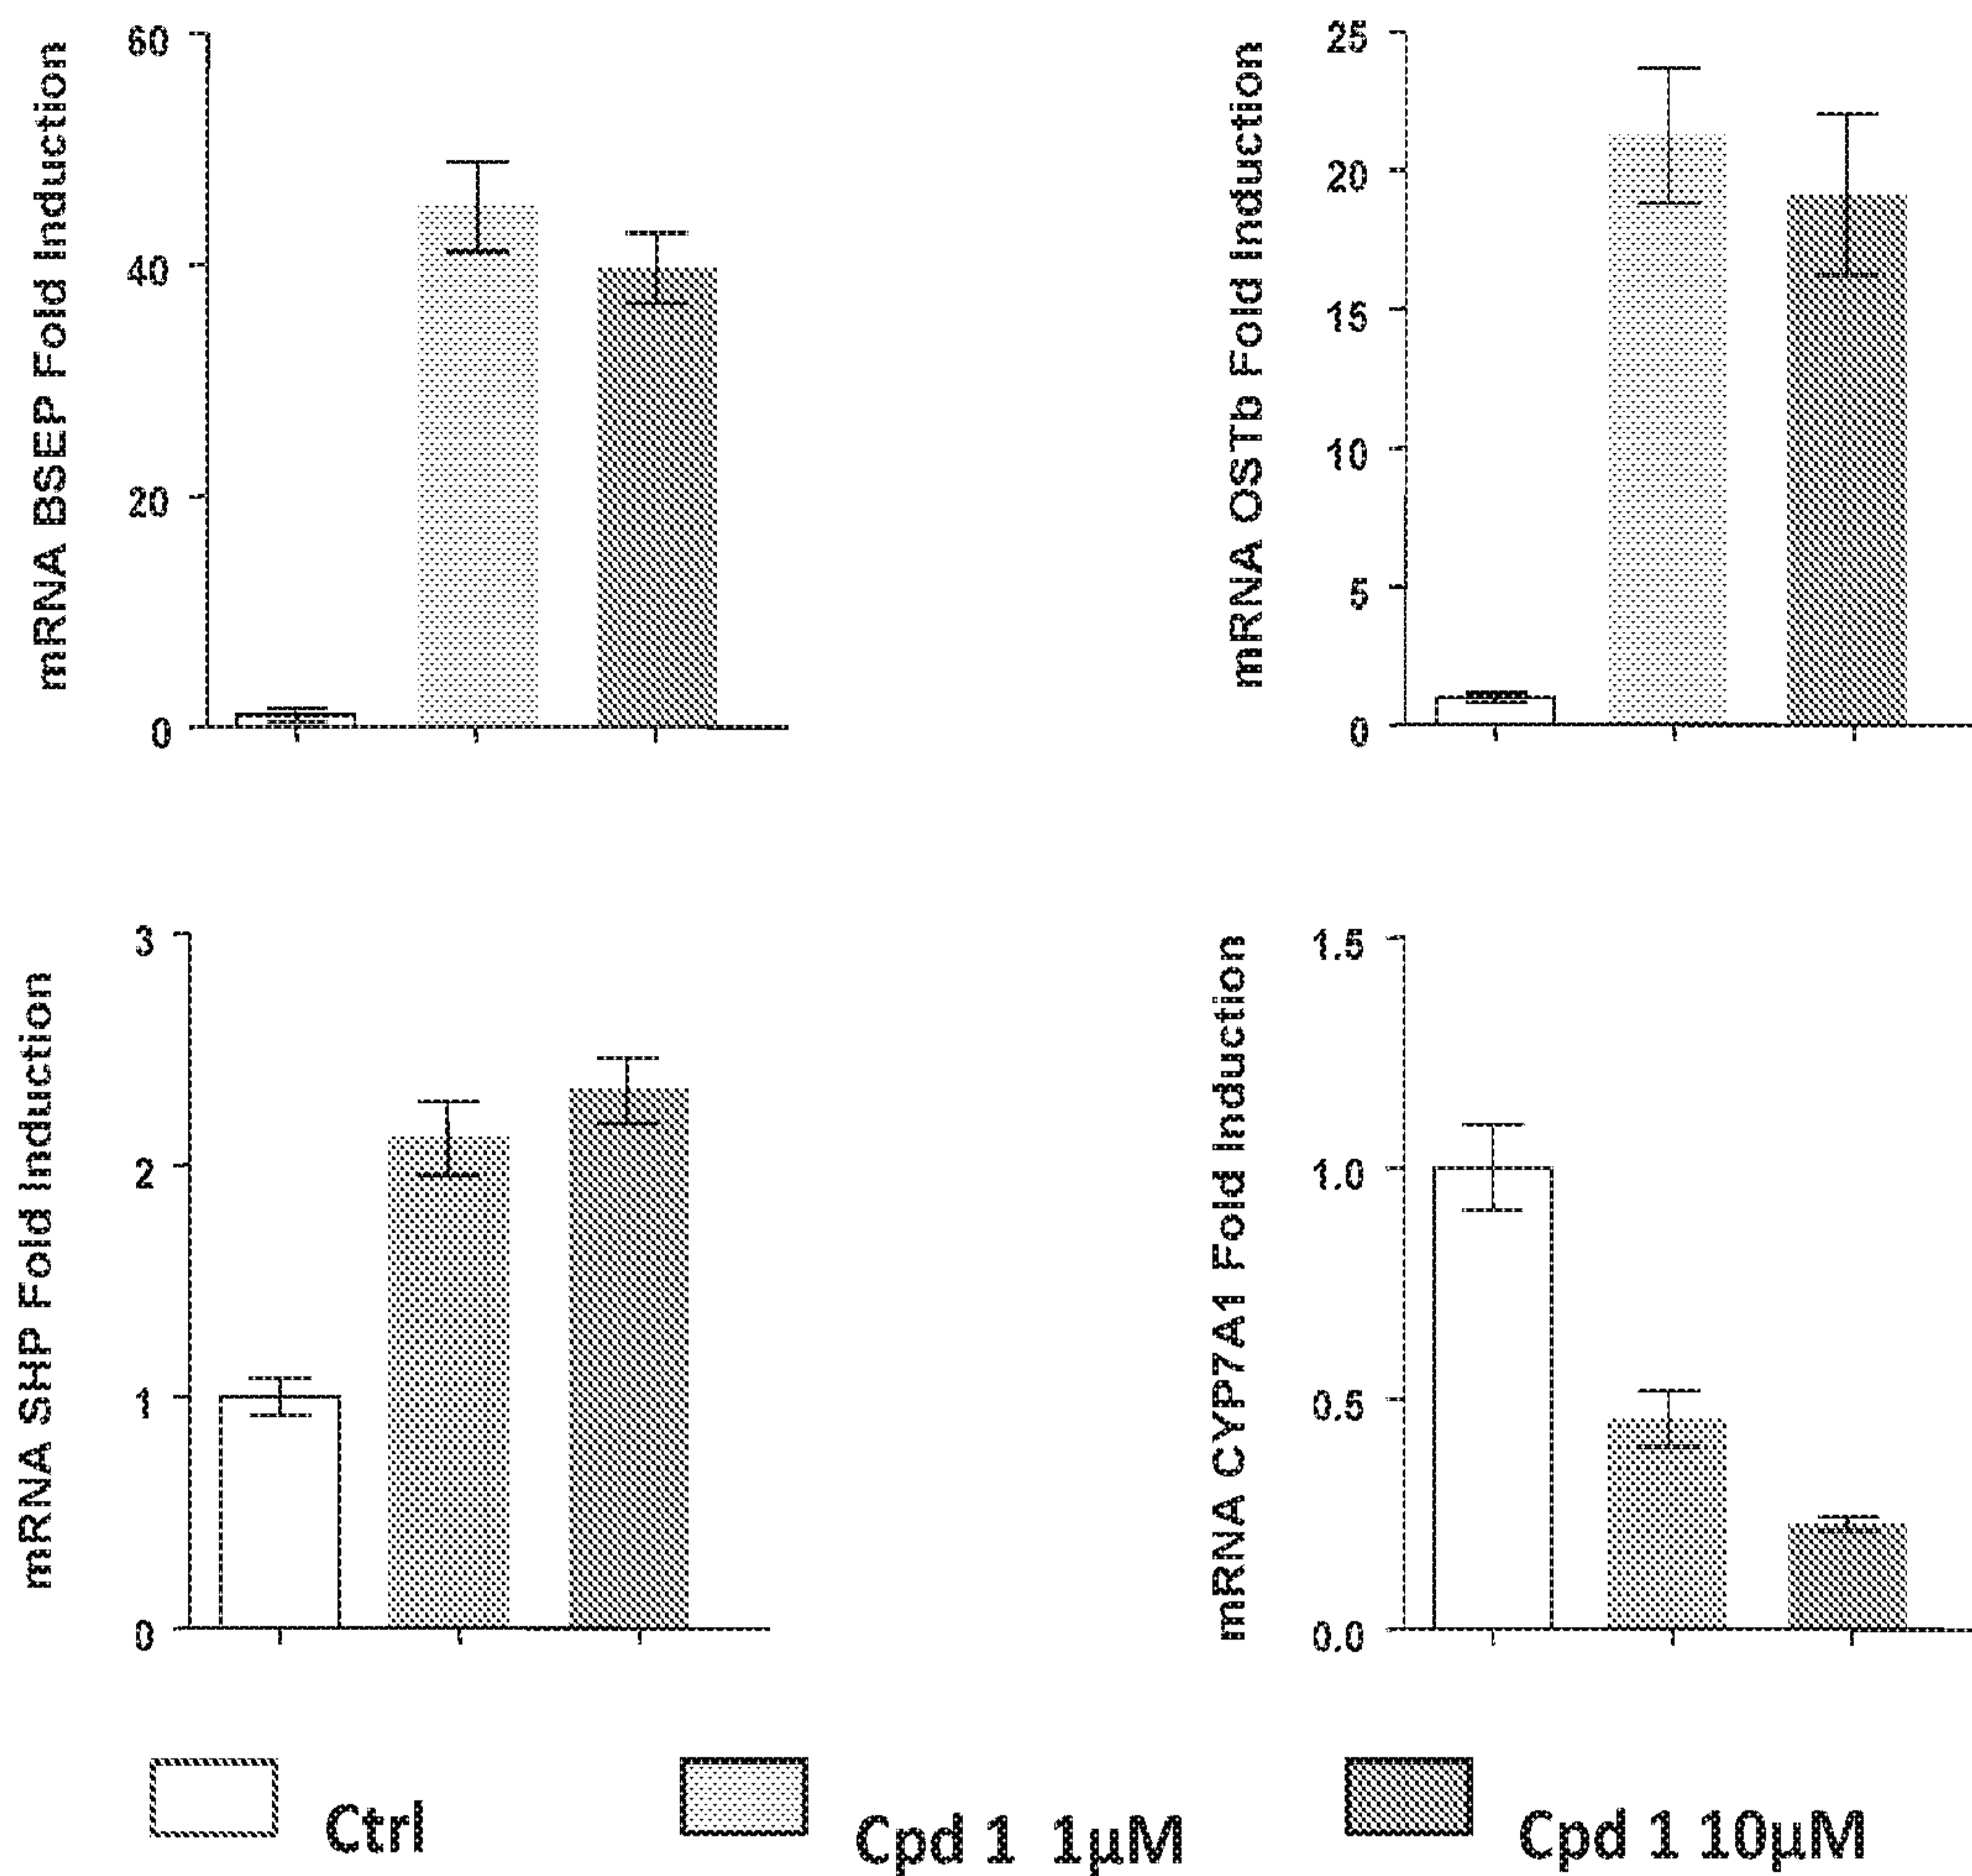 mRNA BSEP Fold Induction
60
40
20
0
mRNA OSTb Fold Induction
25
20
15
10
5
0
mRNA SHP Fold Induction
3
2
1
0
mRNA CYP7A1 Fold Induction
1.5
1.0
0.5
0.0
Ctrl
Cpd 1 1µM
Cpd 1 10µM